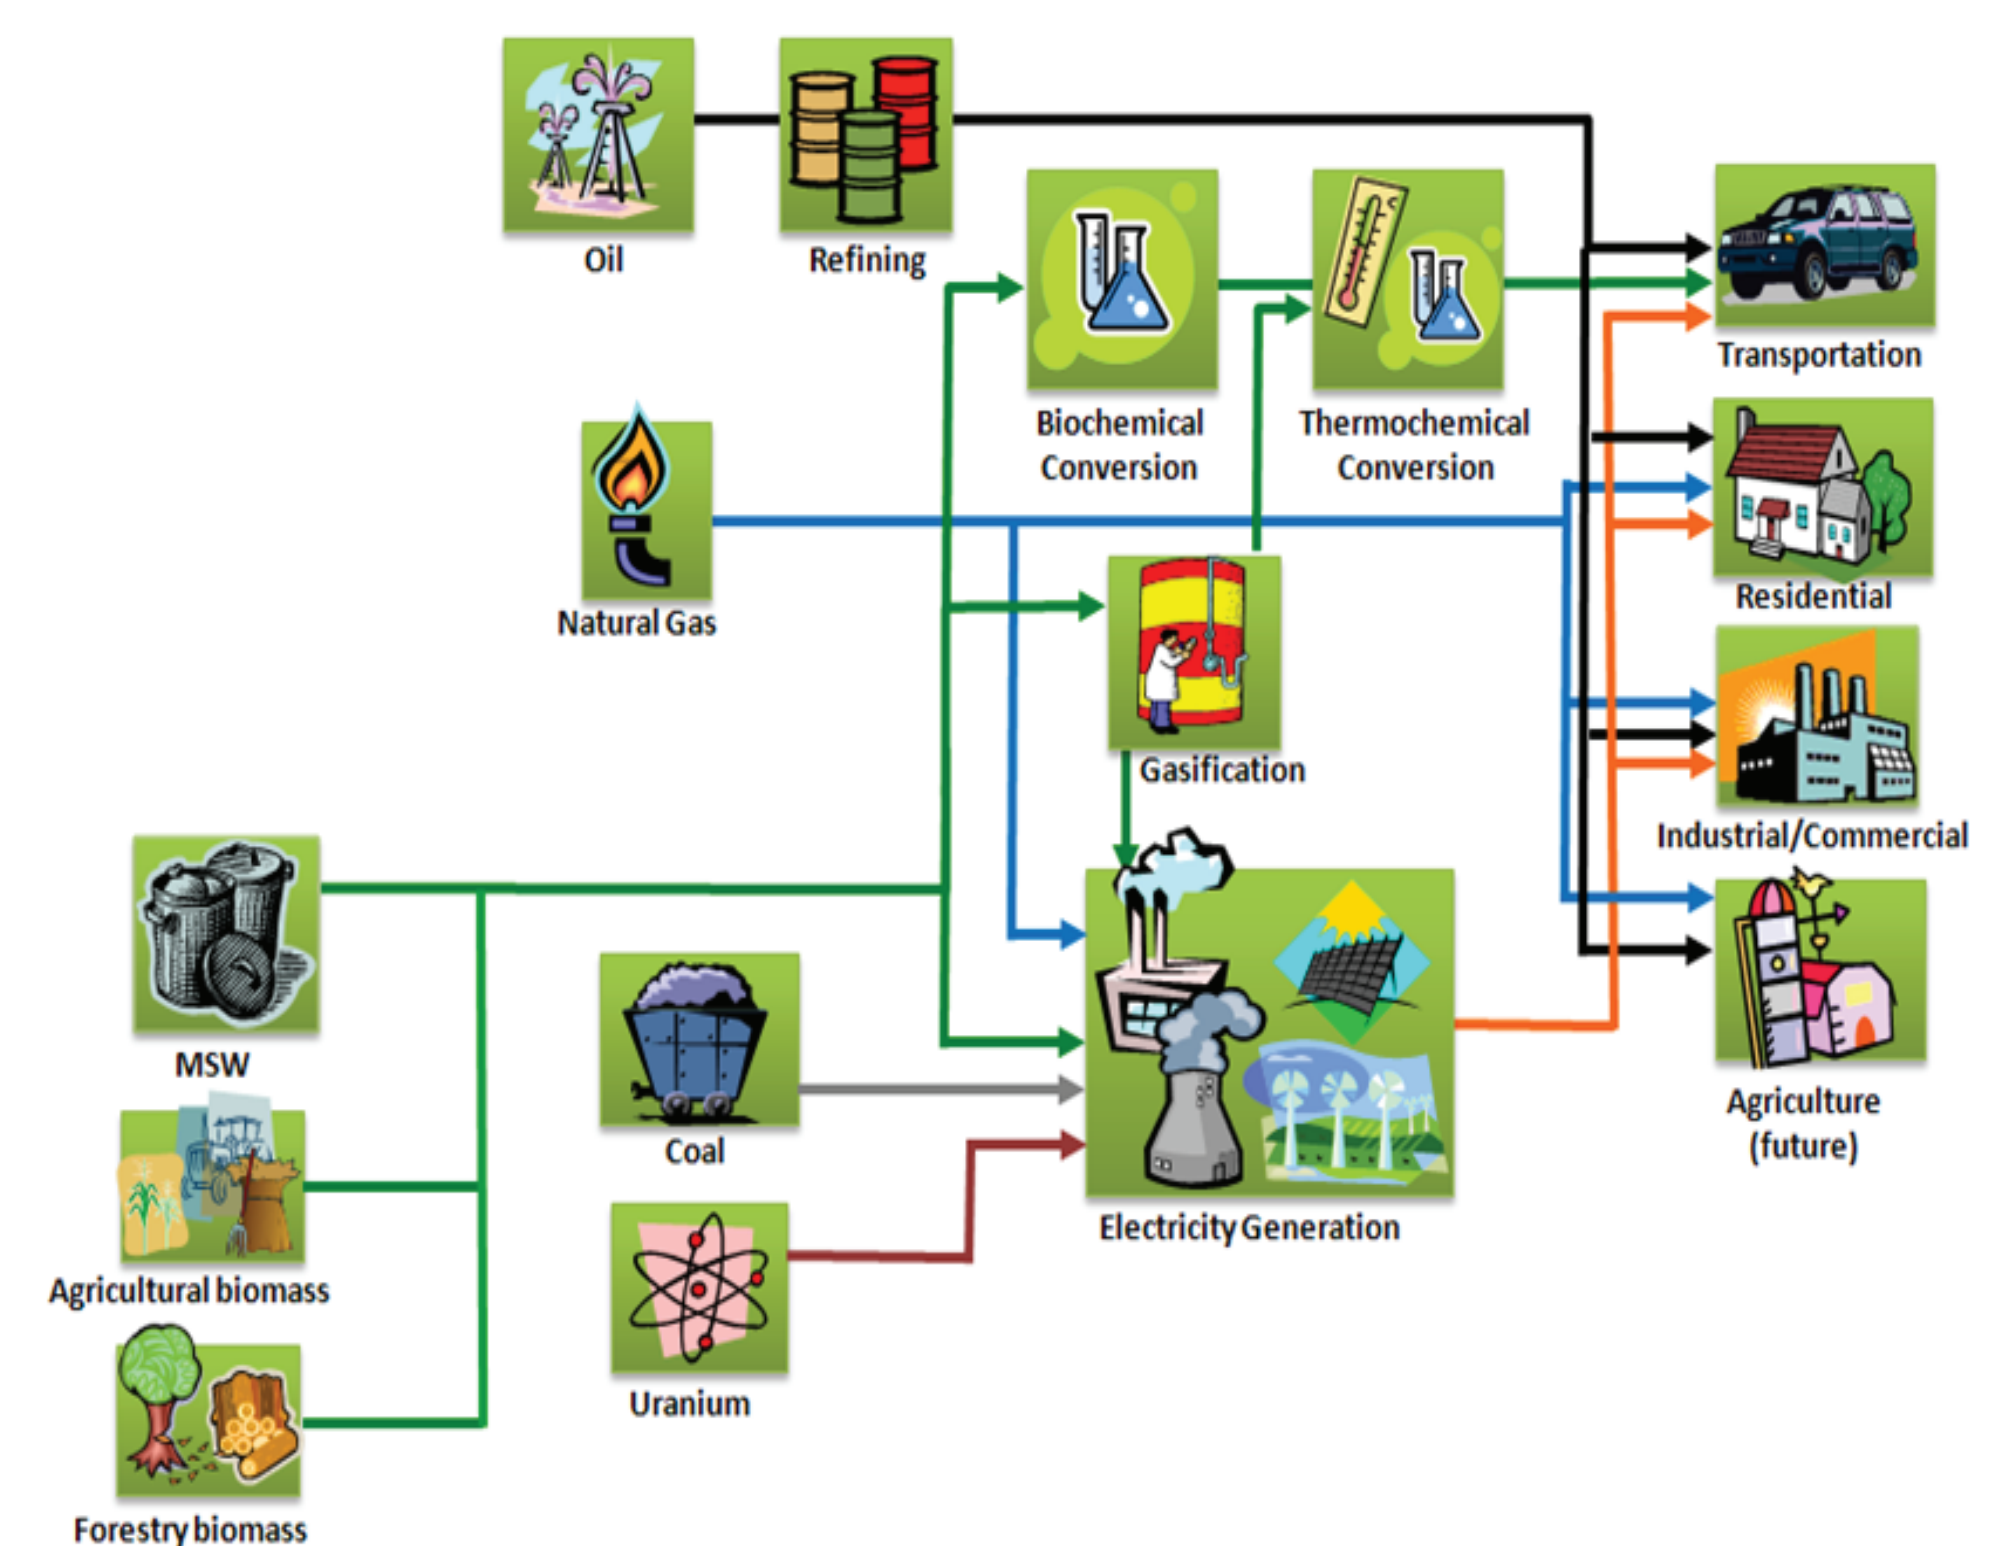 Oil
Refining
Transportation
Biochemical
Conversion
Thermochemical
Conversion
Natural Gas
Residential
Gasification
Industrial/Commercial
MSW
Coal
Agriculture
(future)
Electricity Generation
Agricultural biomass
Uranium
Forestry biomass